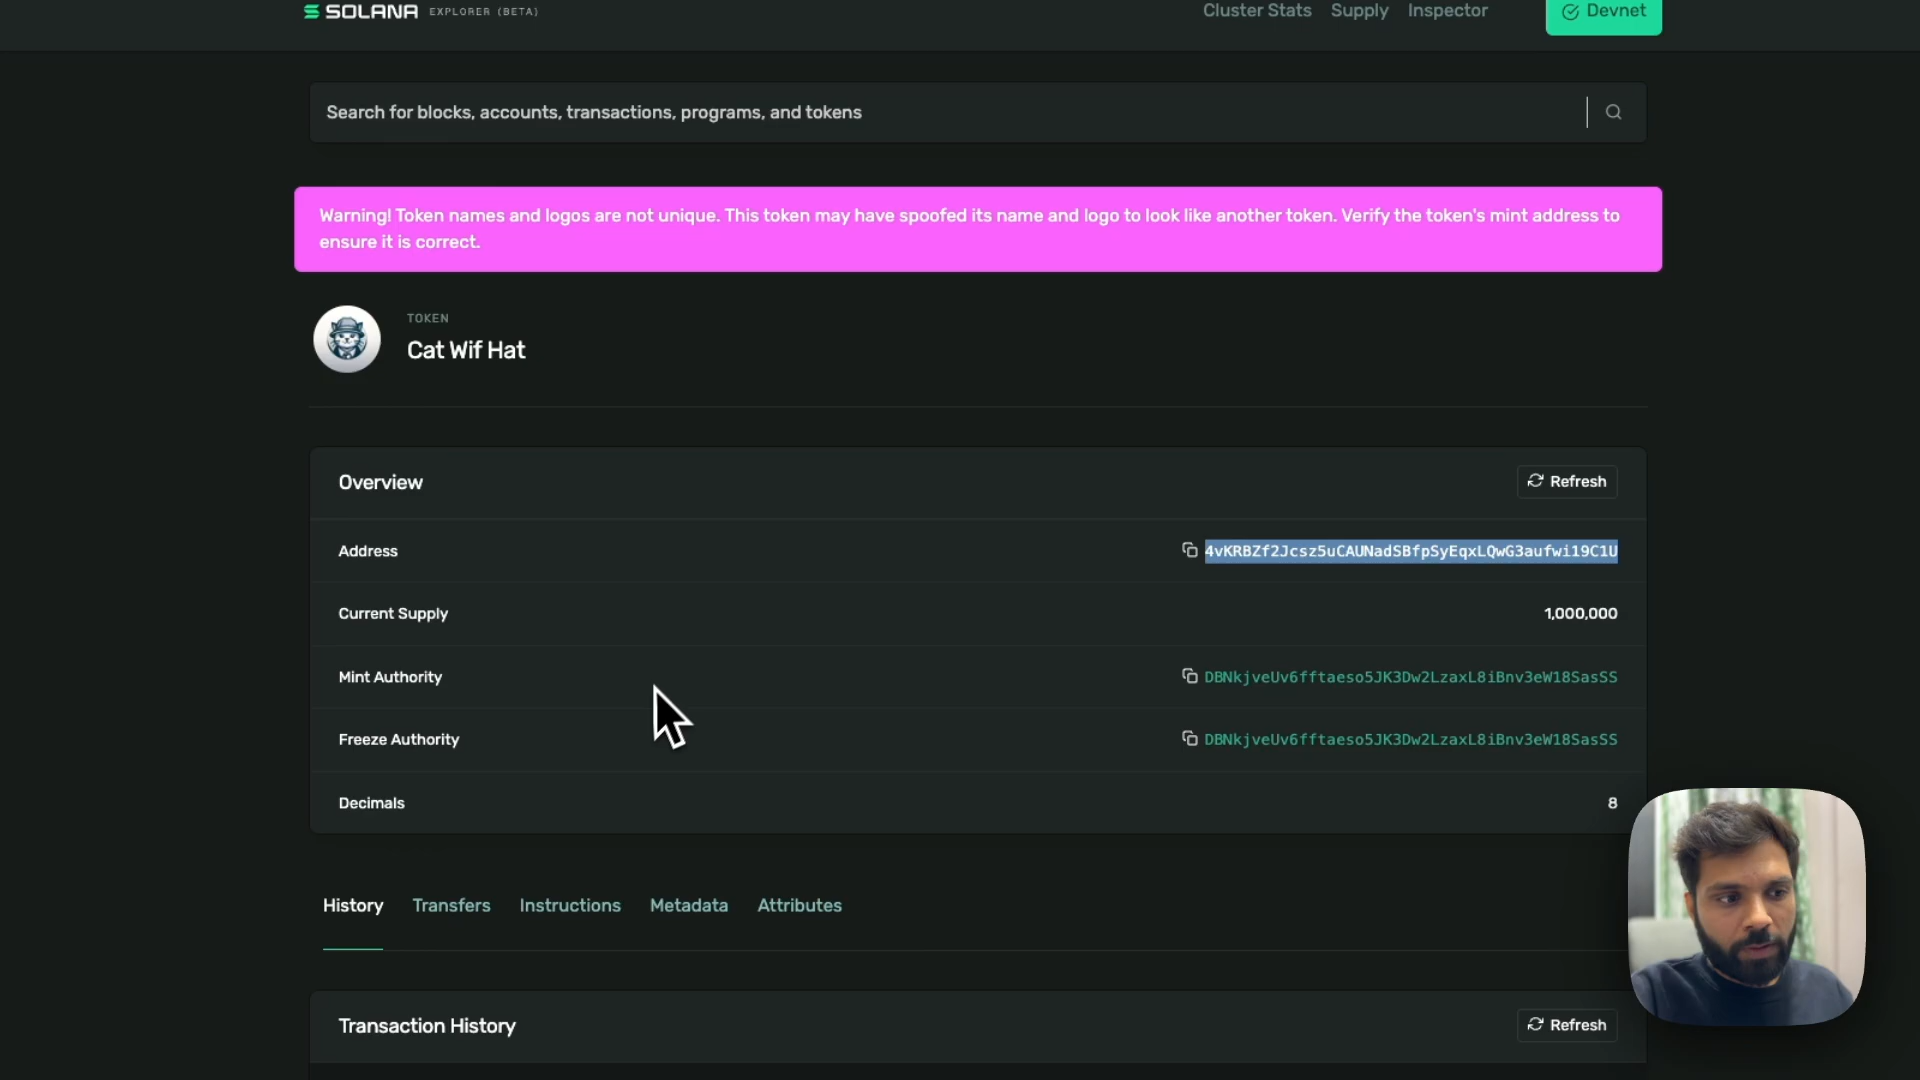 SOLANA EXPLORER (BETA)
Cluster Stats Supply Inspector Devnet
Search for blocks, accounts, transactions, programs, and tokens
Warning! Token names and logos are not unique. This token may have spoofed its name and logo to look like another token. Verify the token's mint address to
ensure it is correct.
TOKEN
Cat Wif Hat
Overview Refresh
Address 4vKRBZf2Jcsz5uCAUNadSBfpSyEqxLQwG3aufwi19C1U
Current Supply 1,000,000
Mint Authority DBNkjveUv6fftaeso5JK3Dw2LzaxL8iBnv3eW18SasSS
Freeze Authority DBNkjveUv6fftaeso5JK3Dw2LzaxL8iBnv3eW18SasSS
Decimals 8
History Transfers Instructions Metadata Attributes
Transaction History Refresh